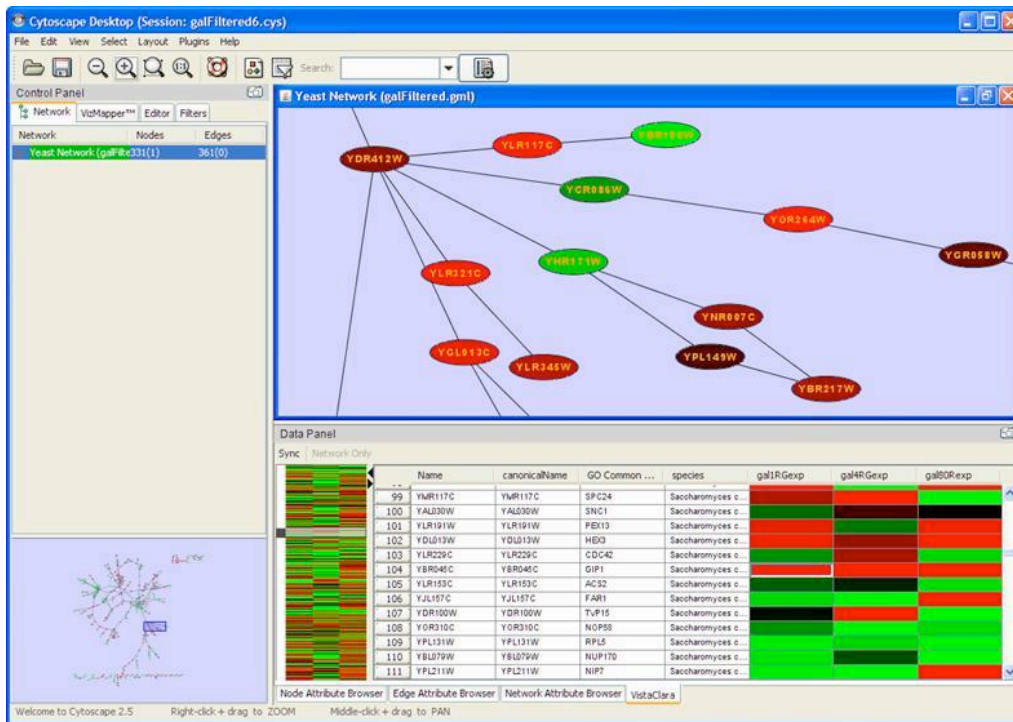 Cytoscape Desktop (Session: galFiltered6.cys)
File Edit View Select Layout Plugins Help
Search:
Control Panel
Network VizMapper™ Editor Filters
Network Nodes Edges
Yeast Network (galFilte 331(1) 361(0)
Yeast Network (galFiltered.gml)
YLR117C
YDR412W
YCR086W
YOR264W
YGR058W
YHR171W
YLR321C
YNR007C
YGL013C
YPL149W
YLR345W
YBR217W
Data Panel
Sync Network Only
Name canonicalName GO Common ... species gal1RGexp gal4RGexp gal80Rexp
99 YMR117C YMR117C SPC24 Saccharomyces c...
100 YAL030W YAL030W SNC1 Saccharomyces c...
101 YLR191W YLR191W PEX13 Saccharomyces c...
102 YDL013W YDL013W HEX3 Saccharomyces c...
103 YLR229C YLR229C CDC42 Saccharomyces c...
104 YBR045C YBR045C GIP1 Saccharomyces c...
105 YLR153C YLR153C ACS2 Saccharomyces c...
106 YJL157C YJL157C FAR1 Saccharomyces c...
107 YDR100W YDR100W TVP15 Saccharomyces c...
108 YOR310C YOR310C NOP58 Saccharomyces c...
109 YPL131W YPL131W RPL5 Saccharomyces c...
110 YBL079W YBL079W NUP170 Saccharomyces c...
111 YPL211W YPL211W NIP7 Saccharomyces c...
Node Attribute Browser Edge Attribute Browser Network Attribute Browser VistaClara
Welcome to Cytoscape 2.5 Right-click + drag to ZOOM Middle-click + drag to PAN